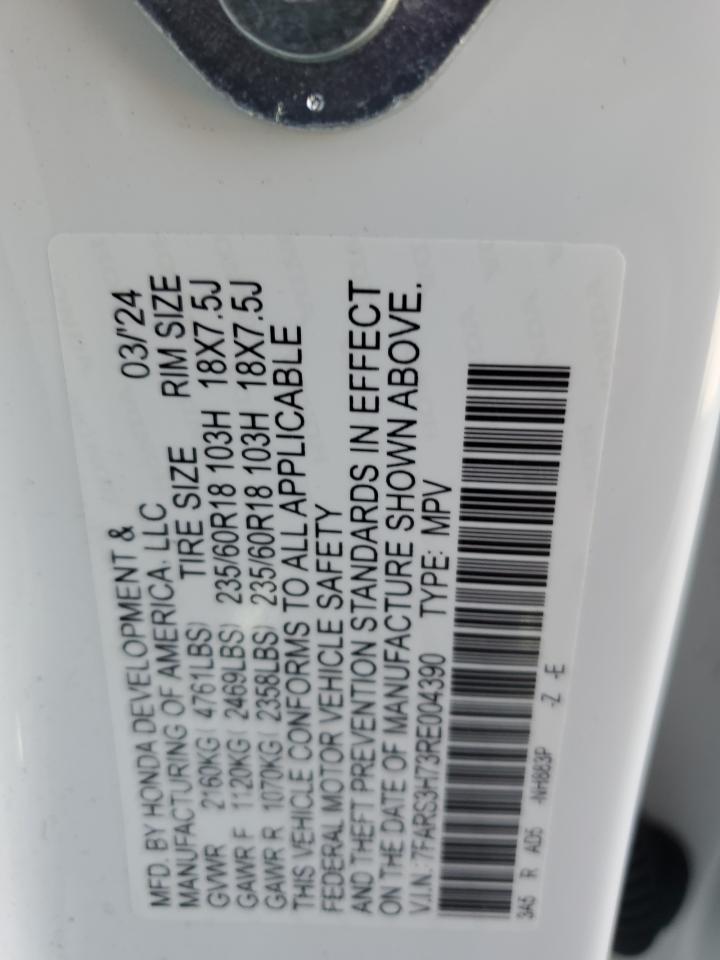 MFD. BY HONDA DEVELOPMENT & 03/'24
MANUFACTURING OF AMERICA, LLC RIM SIZE
GVWR 2160KG( 4761LBS) TIRE SIZE
GAWR F 1120KG( 2469LBS) 235/60R18 103H 18X7.5J
GAWR R 1070KG( 2358LBS) 235/60R18 103H 18X7.5J
THIS VEHICLE CONFORMS TO ALL APPLICABLE
FEDERAL MOTOR VEHICLE SAFETY
AND THEFT PREVENTION STANDARDS IN EFFECT
ON THE DATE OF MANUFACTURE SHOWN ABOVE.
V.I.N.: 7FARS3H73RE004390 TYPE: MPV
3A5 R AD5 -NH883P -Z -E